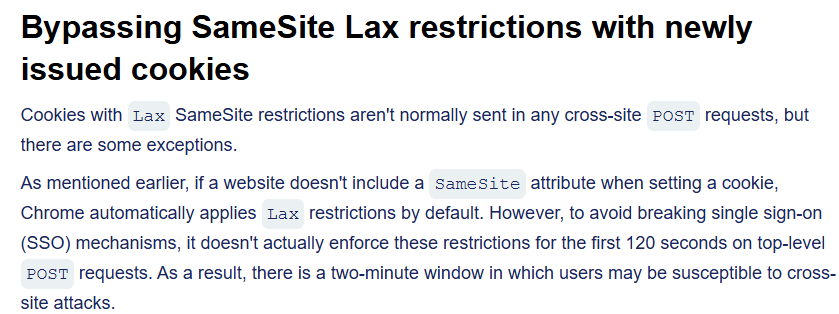 Bypassing SameSite Lax restrictions with newly
issued cookies
Cookies with Lax SameSite restrictions aren't normally sent in any cross-site POST requests, but
there are some exceptions.
As mentioned earlier, if a website doesn't include a SameSite attribute when setting a cookie,
Chrome automatically applies Lax restrictions by default. However, to avoid breaking single sign-on
(SSO) mechanisms, it doesn't actually enforce these restrictions for the first 120 seconds on top-level
POST requests. As a result, there is a two-minute window in which users may be susceptible to cross-
site attacks.